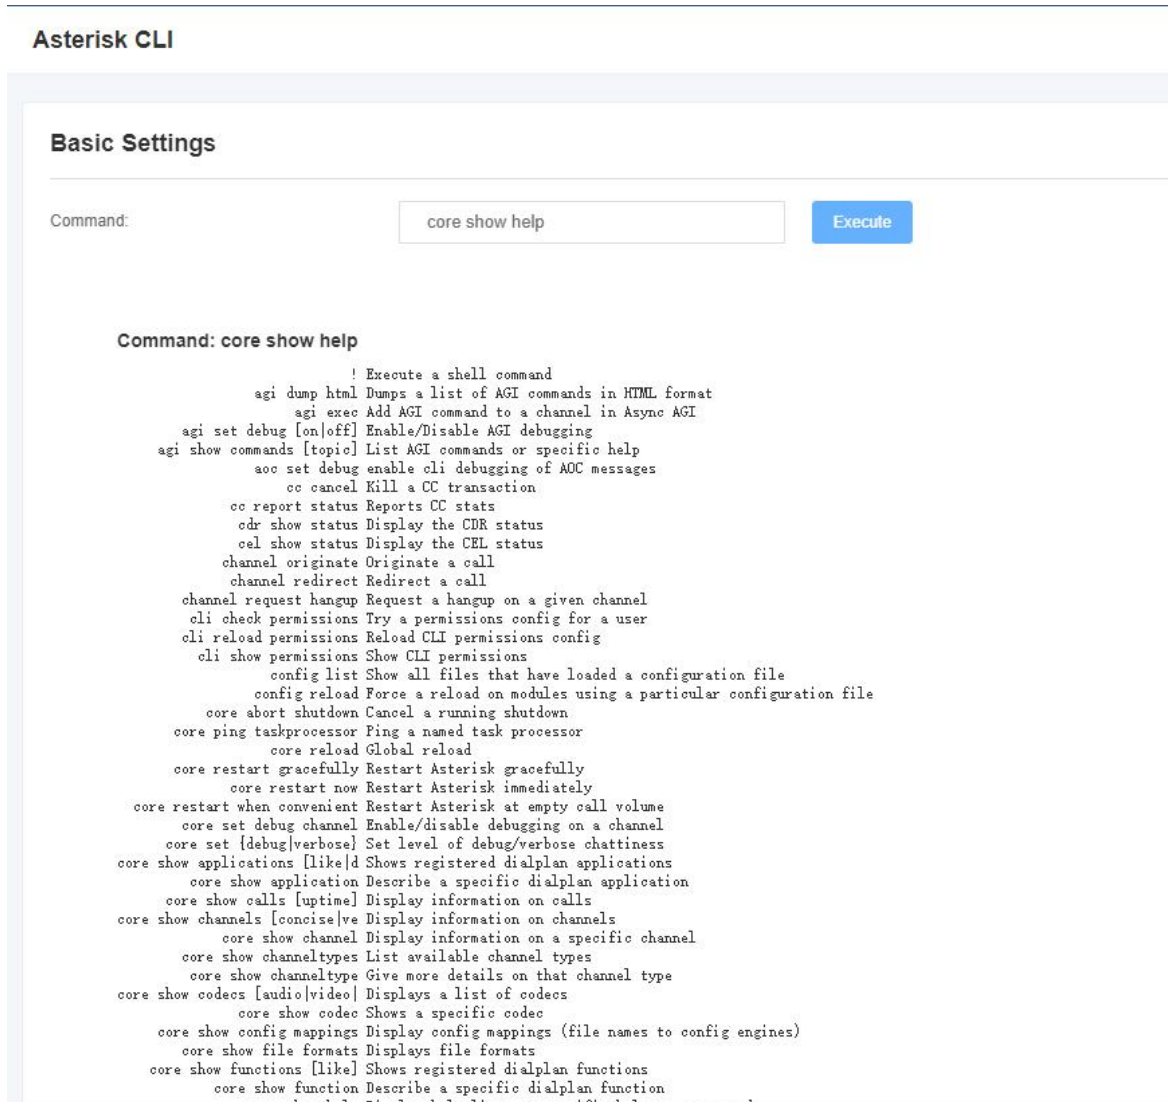 Asterisk CLI
Basic Settings
Command: core show help Execute
Command: core show help
! Execute a shell command
agi dump html Dumps a list of AGI commands in HTML format
agi exec Add AGI command to a channel in Async AGI
agi set debug [on|off] Enable/Disable AGI debugging
agi show commands [topic] List AGI commands or specific help
aoc set debug enable cli debugging of AOC messages
cc cancel Kill a CC transaction
cc report status Reports CC stats
cdr show status Display the CDR status
cel show status Display the CEL status
channel originate Originate a call
channel redirect Redirect a call
channel request hangup Request a hangup on a given channel
cli check permissions Try a permissions config for a user
cli reload permissions Reload CLI permissions config
cli show permissions Show CLI permissions
config list Show all files that have loaded a configuration file
config reload Force a reload on modules using a particular configuration file
core abort shutdown Cancel a running shutdown
core ping taskprocessor Ping a named task processor
core reload Global reload
core restart gracefully Restart Asterisk gracefully
core restart now Restart Asterisk immediately
core restart when convenient Restart Asterisk at empty call volume
core set debug channel Enable/disable debugging on a channel
core set {debug|verbose} Set level of debug/verbose chattiness
core show applications [like|d Shows registered dialplan applications
core show application Describe a specific dialplan application
core show calls [uptime] Display information on calls
core show channels [concise|ve Display information on channels
core show channel Display information on a specific channel
core show channeltypes List available channel types
core show channeltype Give more details on that channel type
core show codecs [audio|video| Displays a list of codecs
core show codec Shows a specific codec
core show config mappings Display config mappings (file names to config engines)
core show file formats Displays file formats
core show functions [like] Shows registered dialplan functions
core show function Describe a specific dialplan function